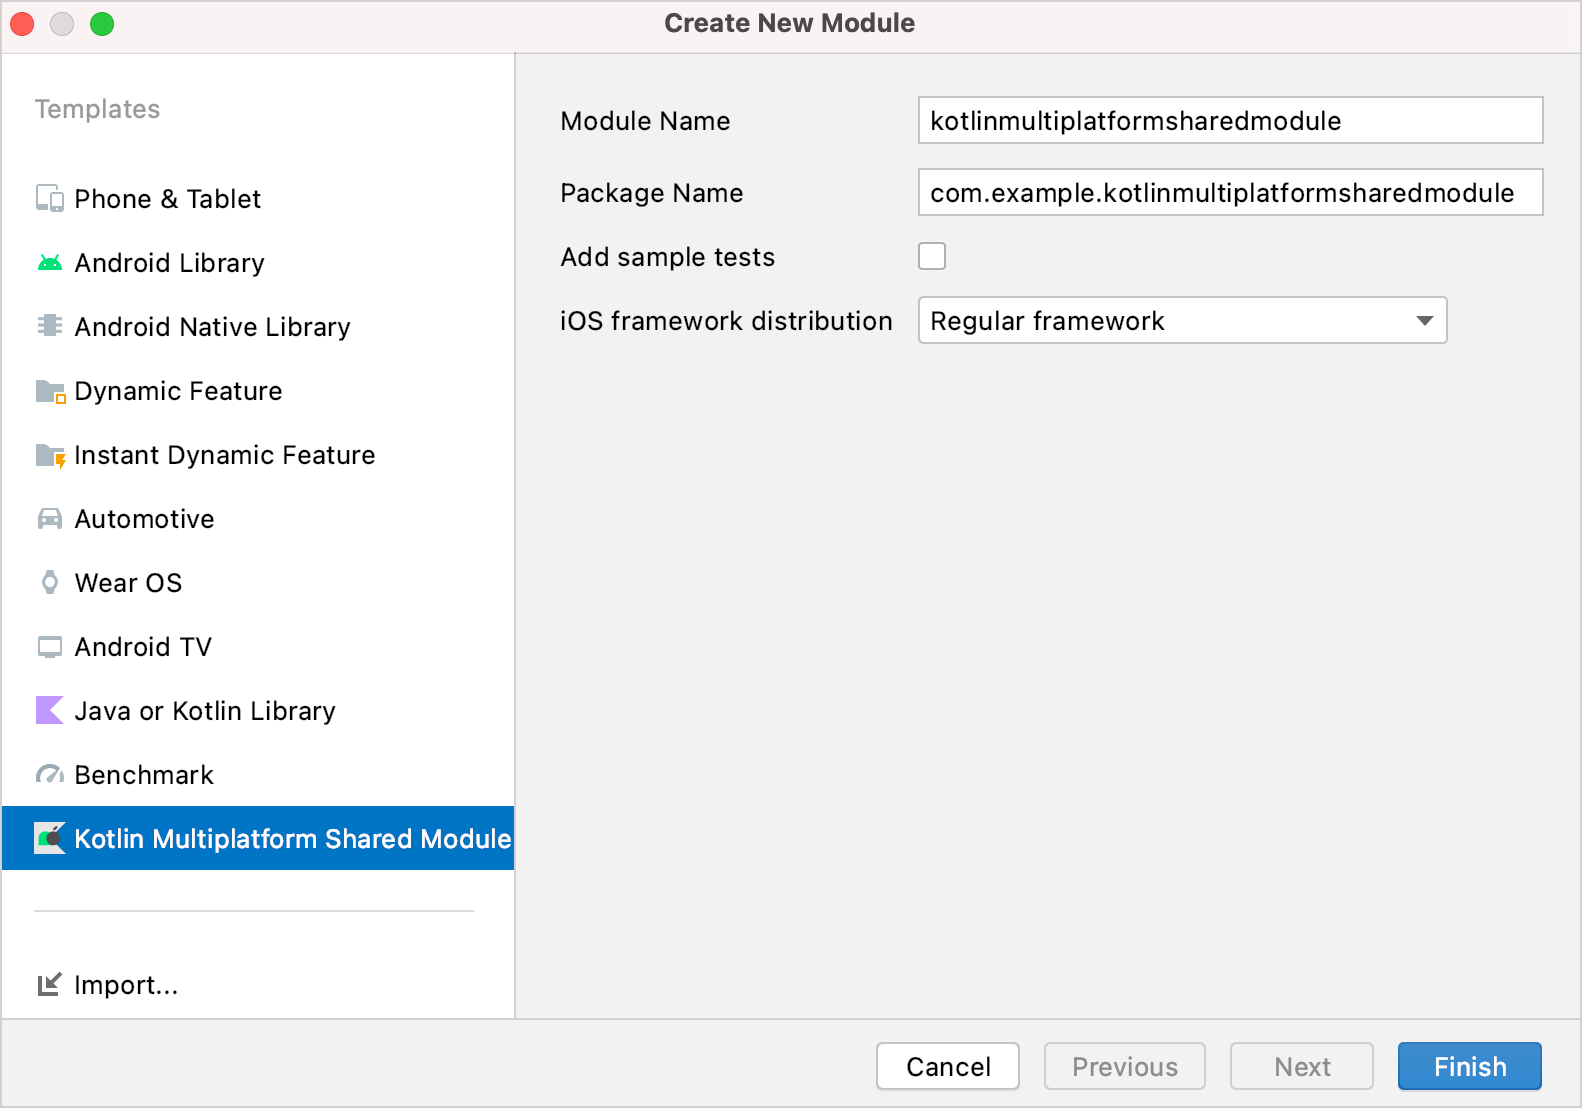 Create New Module
Templates
Phone & Tablet
Android Library
Android Native Library
Dynamic Feature
Instant Dynamic Feature
Automotive
Wear OS
Android TV
Java or Kotlin Library
Benchmark
Kotlin Multiplatform Shared Module
Import...
Module Name kotlinmultiplatformsharedmodule
Package Name com.example.kotlinmultiplatformsharedmodule
Add sample tests
iOS framework distribution Regular framework
Cancel Previous Next Finish